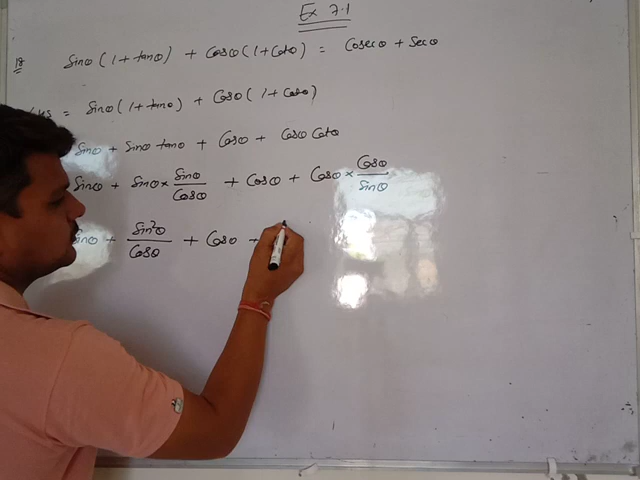 Ex 7.1
Sinθ (1 + tanθ) + Cosθ (1 + Cotθ) = Cosecθ + Secθ
= Sinθ (1 + tanθ) + Cosθ (1 + Cotθ)
Sinθ + Sinθ tanθ + Cosθ + Cosθ Cotθ
Sinθ + Sinθ × Sinθ/Cosθ + Cosθ + Cosθ × Cosθ/Sinθ
Sinθ + Sin²θ/Cosθ + Cosθ +